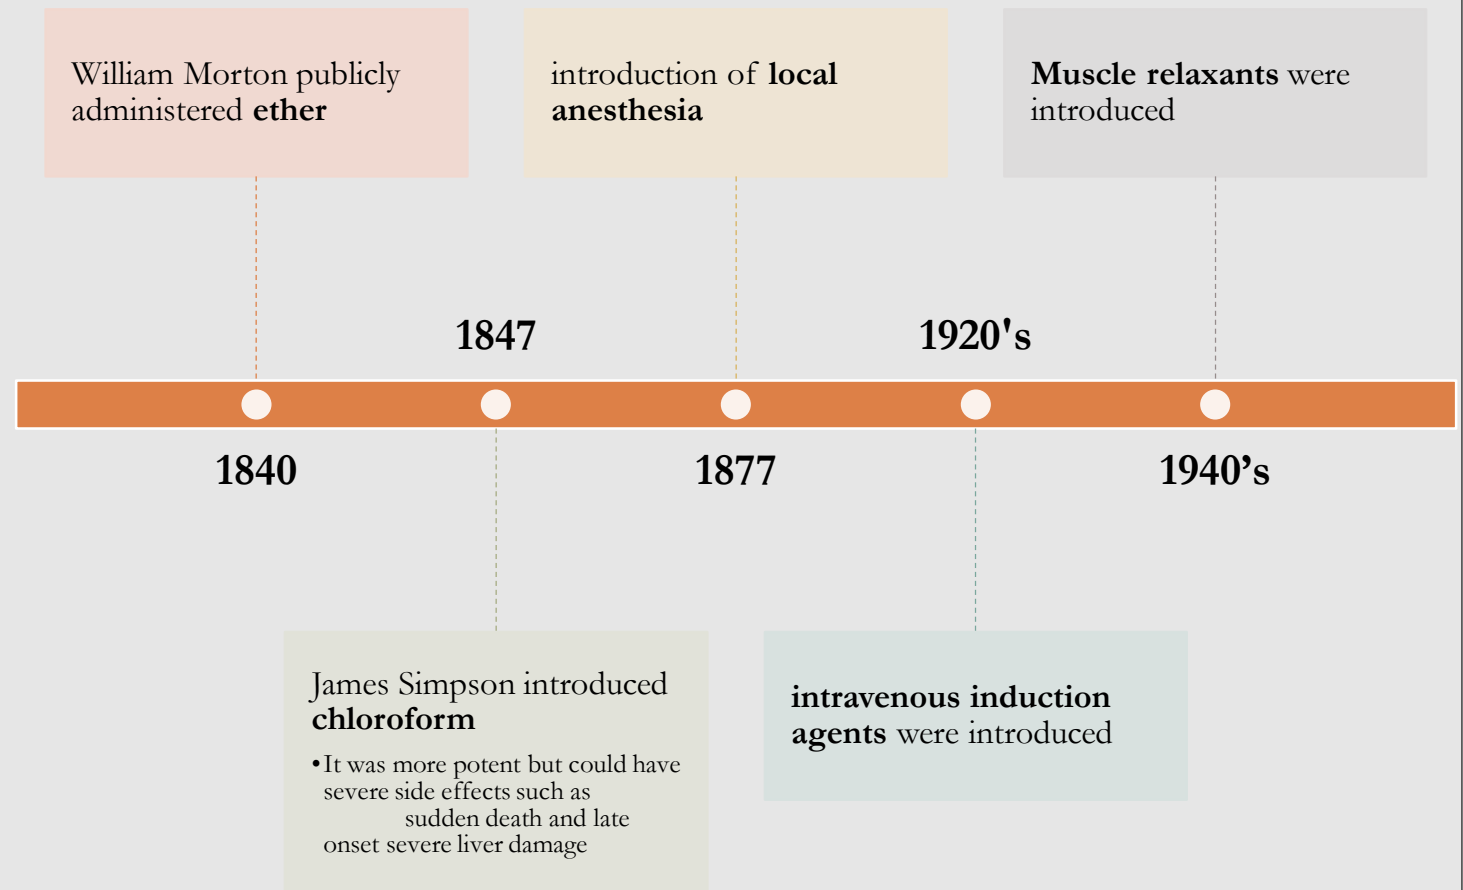 William Morton publicly
administered ether
introduction of local
anesthesia
Muscle relaxants were
introduced
1847
1920's
1840
1877
1940’s
James Simpson introduced
chloroform
•It was more potent but could have
severe side effects such as
sudden death and late
onset severe liver damage
intravenous induction
agents were introduced